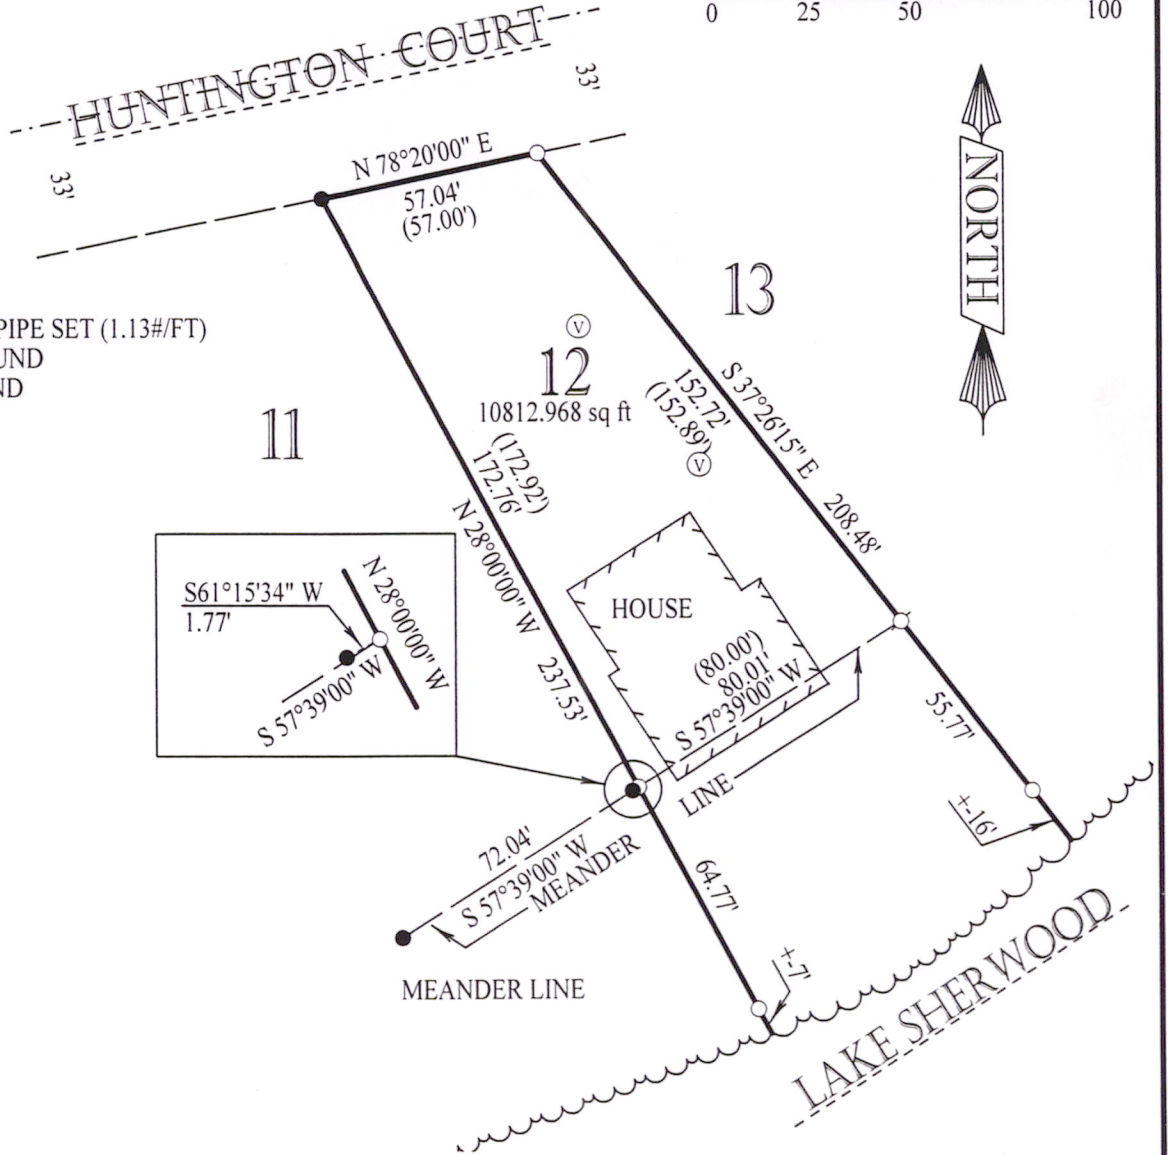 0 25 50 100
HUNTINGTON COURT
33'
33'
N 78°20'00" E
57.04'
(57.00')
NORTH
13
PIPE SET (1.13#/FT)
V
12
10812.968 sq ft
11
S 37°26'15" E
152.72'
(152.89')
V
208.48'
(172.92')
172.76'
N 28°00'00" W
237.53'
S61°15'34" W
1.77'
N 28°00'00" W
S 57°39'00" W
HOUSE
(80.00')
80.01'
S 57°39'00" W
55.77'
LINE
+-16'
72.04'
S 57°39'00" W
MEANDER
64.77'
+-7'
MEANDER LINE
LAKE SHERWOOD